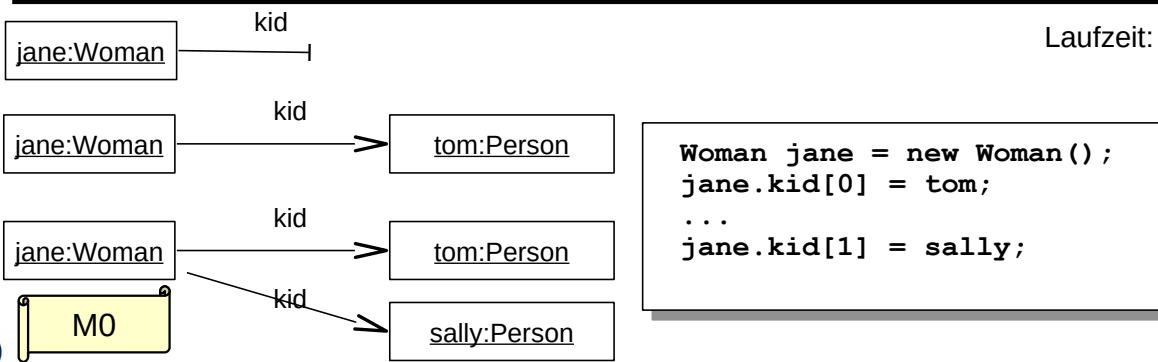 kid
Laufzeit:
jane:Woman
kid
jane:Woman
tom:Person
Woman jane = new Woman();
jane.kid[0] = tom;
...
jane.kid[1] = sally;
kid
jane:Woman
tom:Person
kid
M0
sally:Person